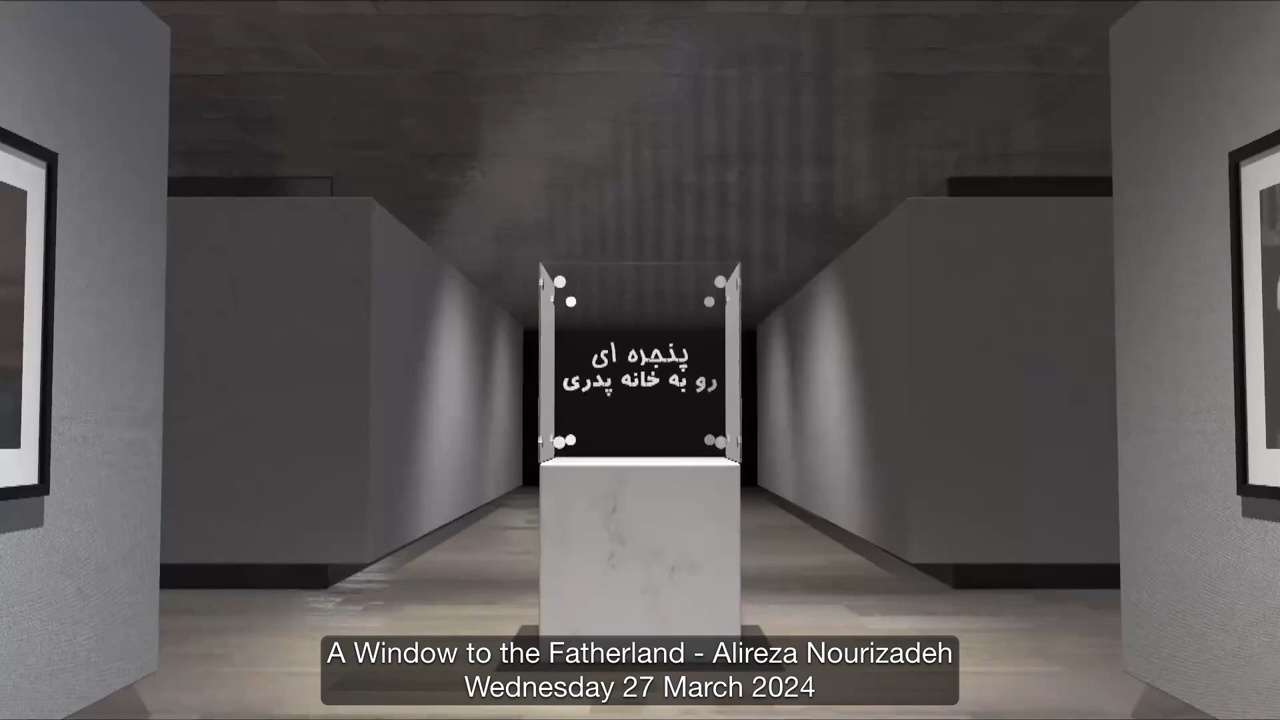 پنجره ای
رو به خانه پدری
A Window to the Fatherland - Alireza Nourizadeh
Wednesday 27 March 2024